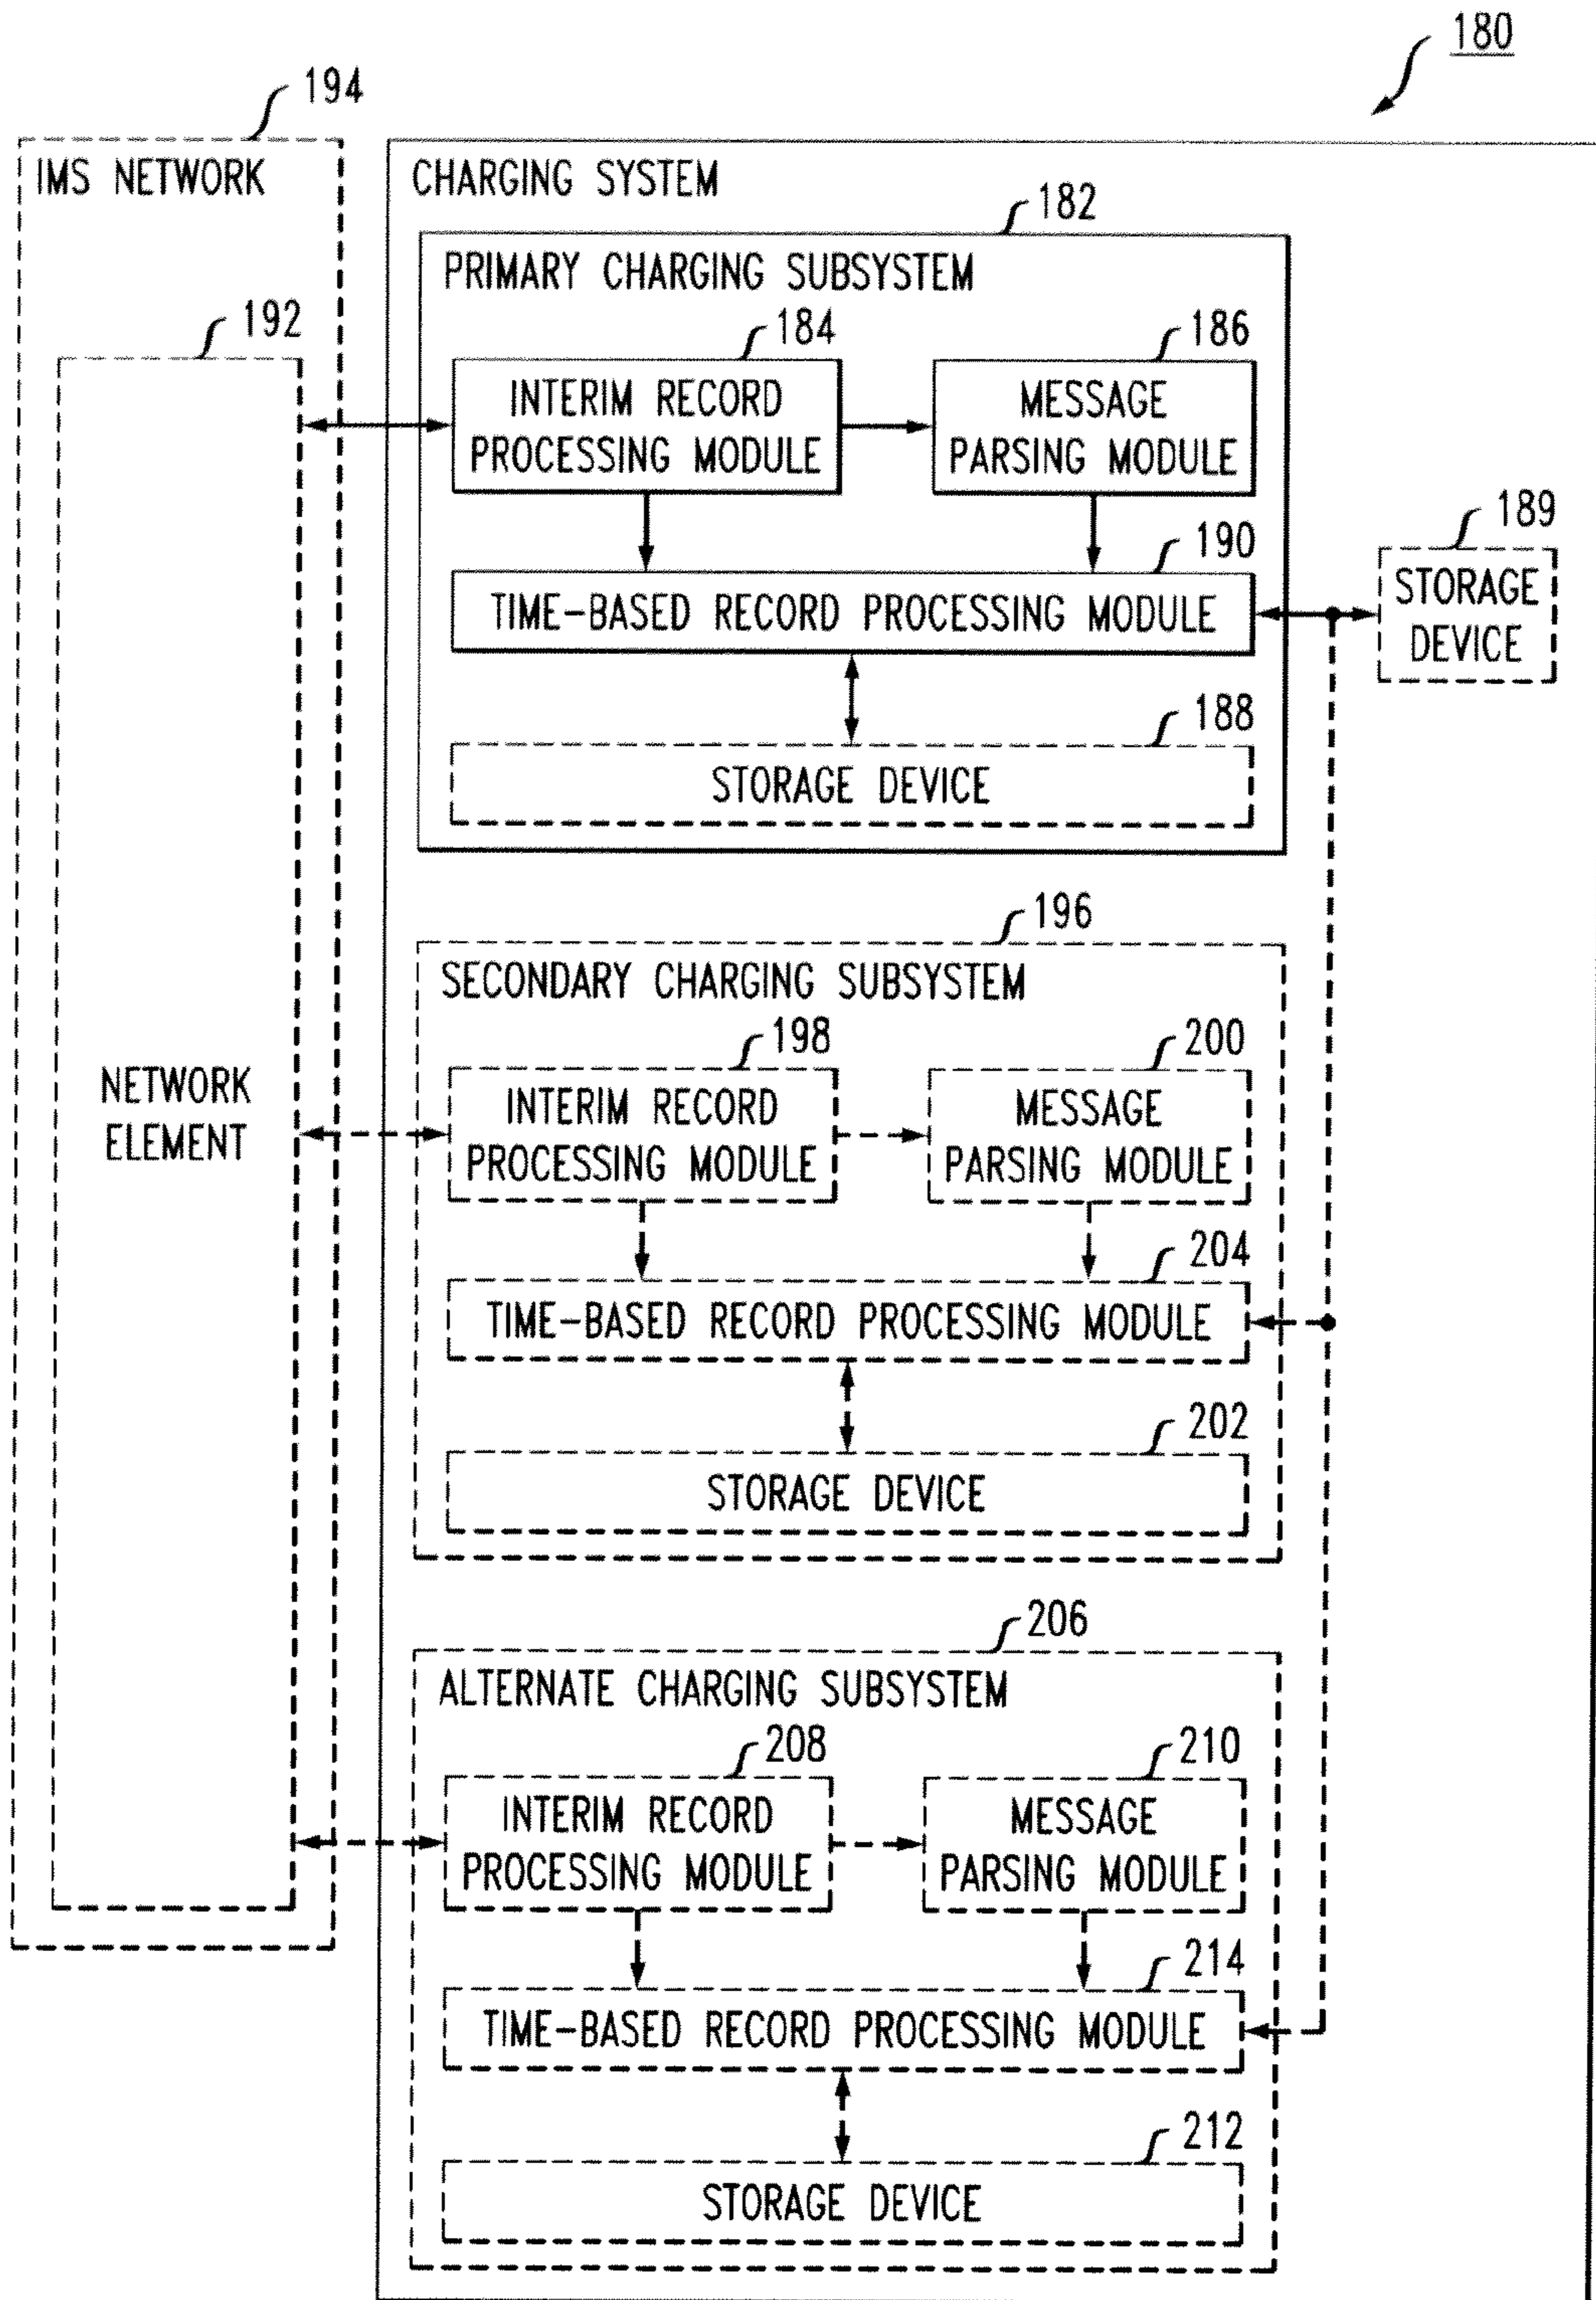 180
194
IMS NETWORK
CHARGING SYSTEM
182
PRIMARY CHARGING SUBSYSTEM
192
184
186
INTERIM RECORD
PROCESSING MODULE
MESSAGE
PARSING MODULE
189
STORAGE
DEVICE
190
TIME-BASED RECORD PROCESSING MODULE
188
STORAGE DEVICE
196
SECONDARY CHARGING SUBSYSTEM
198
200
NETWORK
ELEMENT
INTERIM RECORD
PROCESSING MODULE
MESSAGE
PARSING MODULE
204
TIME-BASED RECORD PROCESSING MODULE
202
STORAGE DEVICE
206
ALTERNATE CHARGING SUBSYSTEM
208
210
INTERIM RECORD
PROCESSING MODULE
MESSAGE
PARSING MODULE
214
TIME-BASED RECORD PROCESSING MODULE
212
STORAGE DEVICE